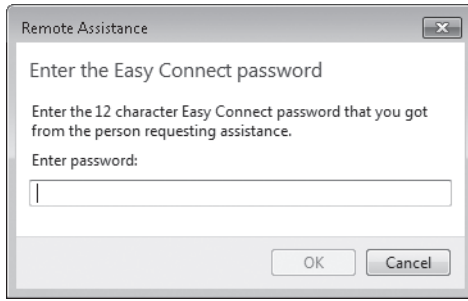 Remote Assistance
Enter the Easy Connect password
Enter the 12 character Easy Connect password that you got
from the person requesting assistance.
Enter password:
OK
Cancel